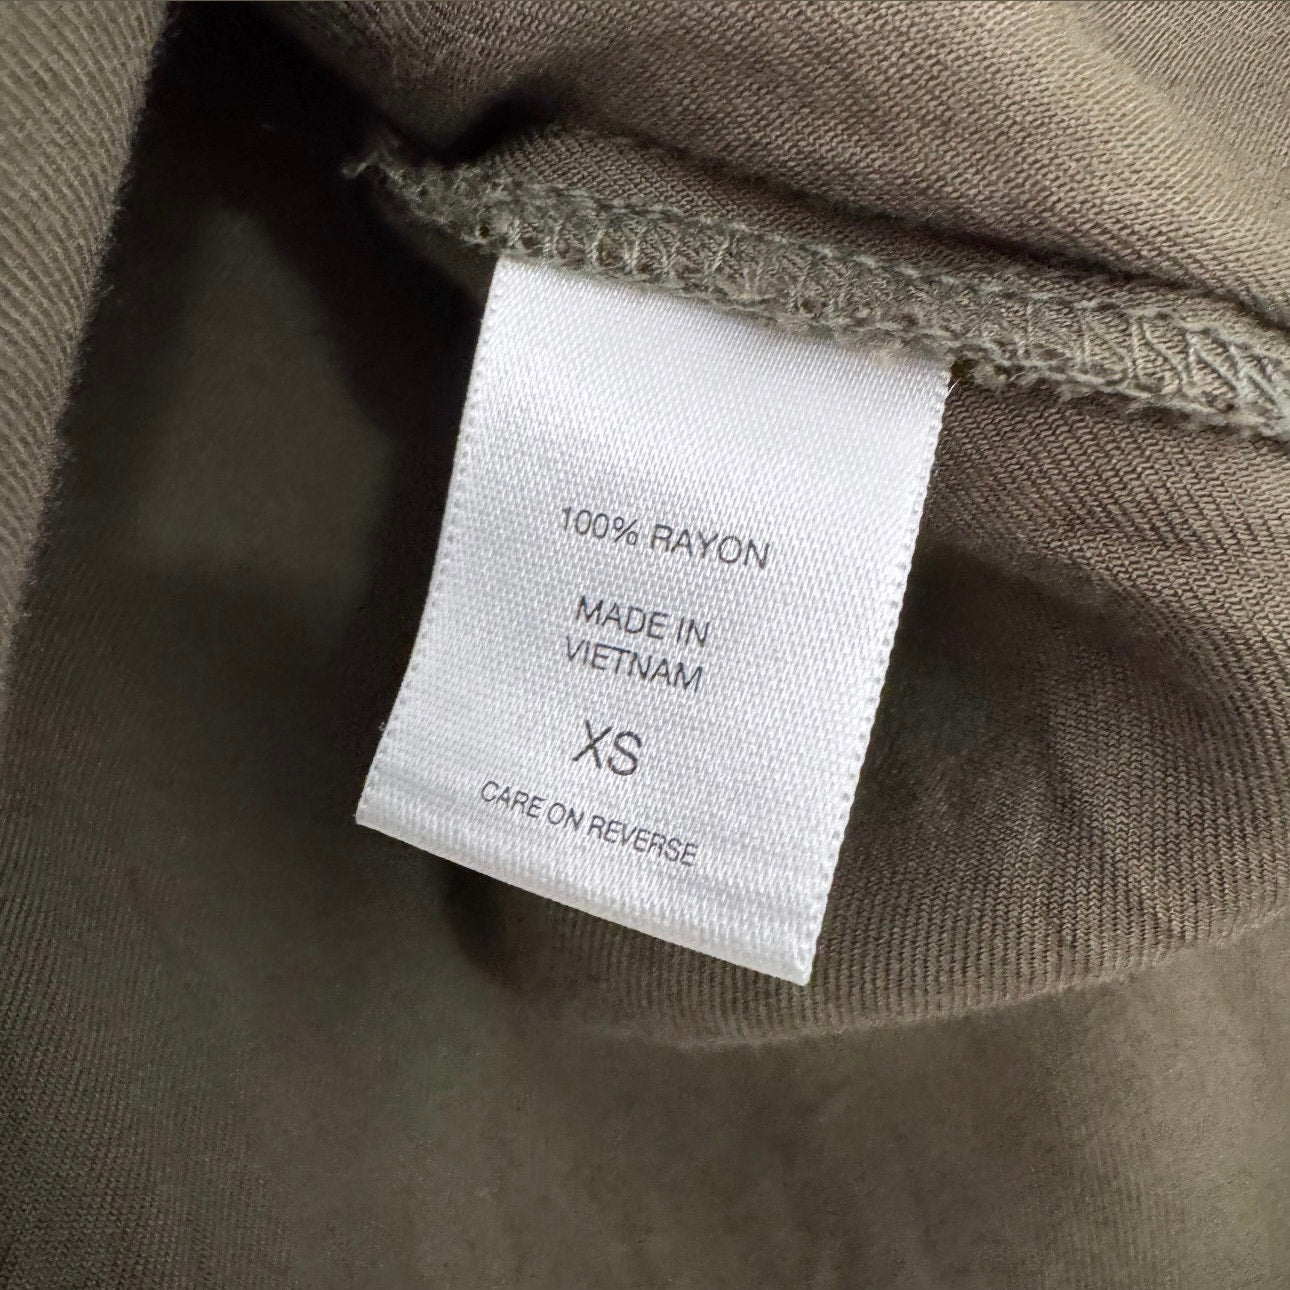 100% RAYON
MADE IN
VIETNAM
XS
CARE ON REVERSE